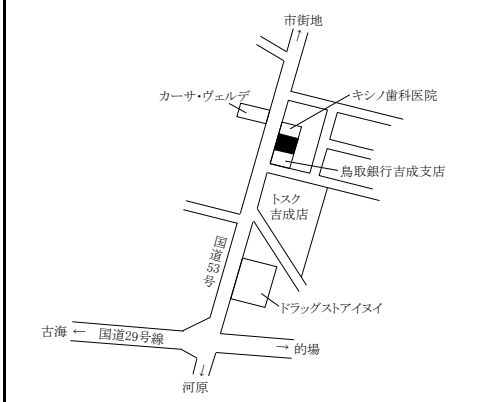 市街地
↑
カーサ・ヴェルデ
キシノ歯科医院
鳥取銀行吉成支店
トスク
吉成店
国道53号
ドラッグストアイヌイ
古海 ←
国道29号線
→ 的場
↓
河原